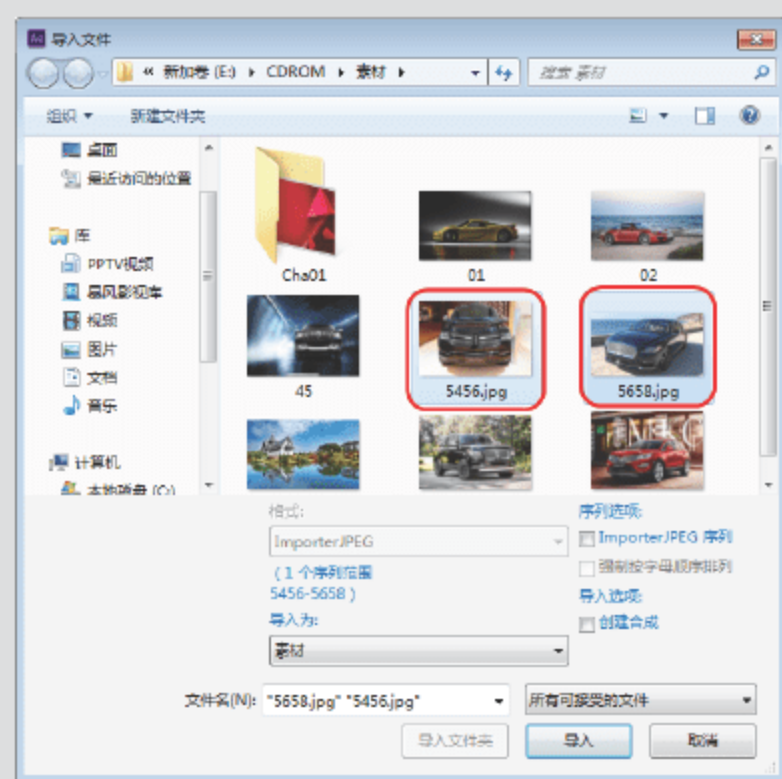 导入文件
« 新加卷 (E:) ▸ CDROM ▸ 素材 ▸
搜索 素材
组织 ▼ 新建文件夹
桌面
最近访问的位置
库
PPTV视频
暴风影视库
视频
图片
文档
音乐
计算机
本地磁盘 (C:)
Cha01
01
02
45
5456.jpg
5658.jpg
格式:
ImporterJPEG
(1 个序列范围
5456-5658)
导入为:
素材
序列选项:
ImporterJPEG 序列
强制按字母顺序排列
导入选项:
创建合成
文件名(N): "5658.jpg" "5456.jpg"
所有可接受的文件
导入文件夹 导入 取消